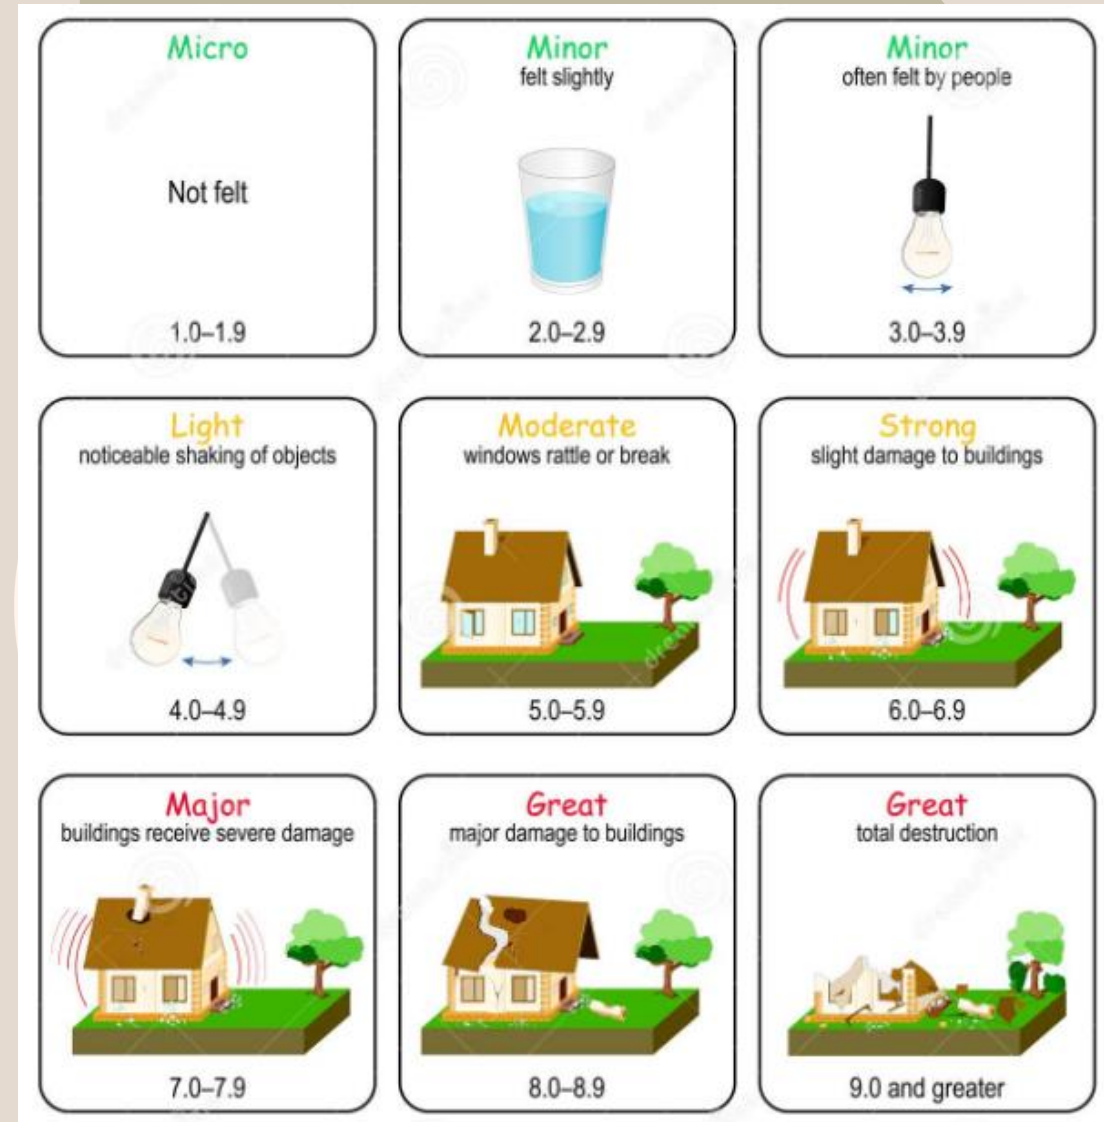 Micro
Not felt
1.0–1.9
Minor
felt slightly
2.0–2.9
Minor
often felt by people
3.0–3.9
Light
noticeable shaking of objects
4.0–4.9
Moderate
windows rattle or break
5.0–5.9
Strong
slight damage to buildings
6.0–6.9
Major
buildings receive severe damage
7.0–7.9
Great
major damage to buildings
8.0–8.9
Great
total destruction
9.0 and greater